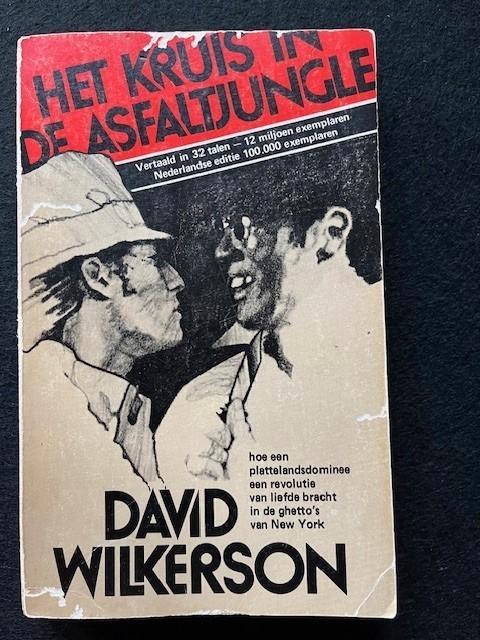 HET KRUIS IN
DE ASFALTJUNGLE
Vertaald in 32 talen – 12 miljoen exemplaren
Nederlandse editie 100.000 exemplaren
hoe een
plattelandsdominee
een revolutie
van liefde bracht
in de ghetto's
van New York
DAVID
WILKERSON